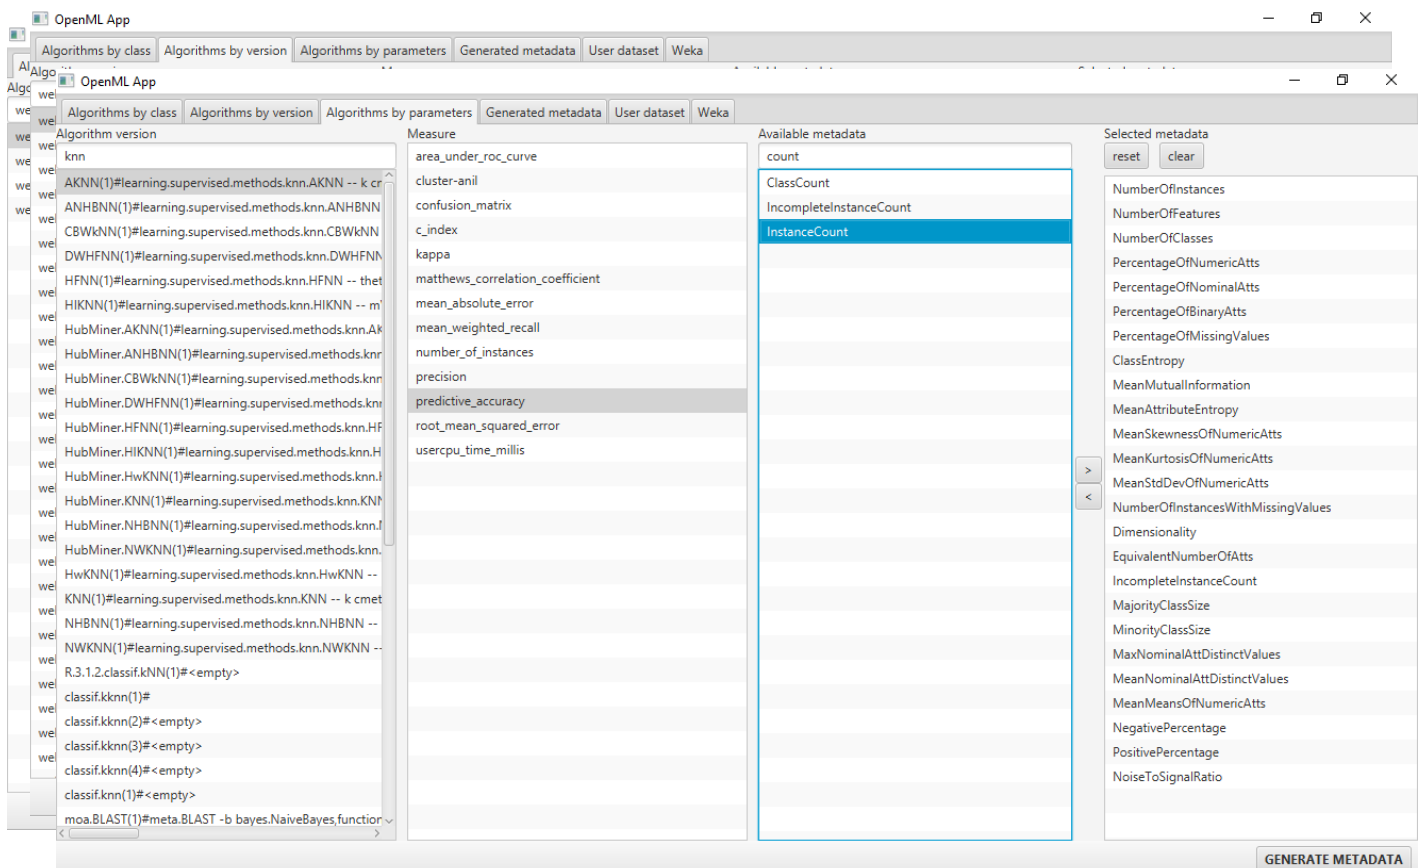 OpenML App
Algorithms by class Algorithms by version Algorithms by parameters Generated metadata User dataset Weka
OpenML App
Algorithms by class Algorithms by version Algorithms by parameters Generated metadata User dataset Weka
Algorithm version
knn
AKNN(1)#learning.supervised.methods.knn.AKNN -- k
ANHBNN(1)#learning.supervised.methods.knn.ANHBNN
CBWkNN(1)#learning.supervised.methods.knn.CBWkNN
DWHFNN(1)#learning.supervised.methods.knn.DWHFNN
HFNN(1)#learning.supervised.methods.knn.HFNN -- thet
HIKNN(1)#learning.supervised.methods.knn.HIKNN --
HubMiner.AKNN(1)#learning.supervised.methods.knn.AK
HubMiner.ANHBNN(1)#learning.supervised.methods.knn
HubMiner.CBWkNN(1)#learning.supervised.methods.knn
HubMiner.DWHFNN(1)#learning.supervised.methods.knn
HubMiner.HFNN(1)#learning.supervised.methods.knn.HF
HubMiner.HIKNN(1)#learning.supervised.methods.knn.H
HubMiner.HwKNN(1)#learning.supervised.methods.knn.
HubMiner.KNN(1)#learning.supervised.methods.knn.KNN
HubMiner.NHBNN(1)#learning.supervised.methods.knn.
HubMiner.NWKNN(1)#learning.supervised.methods.knn.
HwKNN(1)#learning.supervised.methods.knn.HwKNN --
KNN(1)#learning.supervised.methods.knn.KNN -- k cmet
NHBNN(1)#learning.supervised.methods.knn.NHBNN --
NWKNN(1)#learning.supervised.methods.knn.NWKNN --
R.3.1.2.classif.kNN(1)#<empty>
classif.kknn(1)#
classif.kknn(2)#<empty>
classif.kknn(3)#<empty>
classif.kknn(4)#<empty>
classif.knn(1)#<empty>
moa.BLAST(1)#meta.BLAST -b bayes.NaiveBayes,function
Measure
area_under_roc_curve
cluster-anil
confusion_matrix
c_index
kappa
matthews_correlation_coefficient
mean_absolute_error
mean_weighted_recall
number_of_instances
precision
predictive_accuracy
root_mean_squared_error
usercpu_time_millis
Available metadata
count
ClassCount
IncompleteInstanceCount
InstanceCount
>
<
Selected metadata
reset clear
NumberOfInstances
NumberOfFeatures
NumberOfClasses
PercentageOfNumericAtts
PercentageOfNominalAtts
PercentageOfBinaryAtts
PercentageOfMissingValues
ClassEntropy
MeanMutualInformation
MeanAttributeEntropy
MeanSkewnessOfNumericAtts
MeanKurtosisOfNumericAtts
MeanStdDevOfNumericAtts
NumberOfInstancesWithMissingValues
Dimensionality
EquivalentNumberOfAtts
IncompleteInstanceCount
MajorityClassSize
MinorityClassSize
MaxNominalAttDistinctValues
MeanNominalAttDistinctValues
MeanMeansOfNumericAtts
NegativePercentage
PositivePercentage
NoiseToSignalRatio
GENERATE METADATA